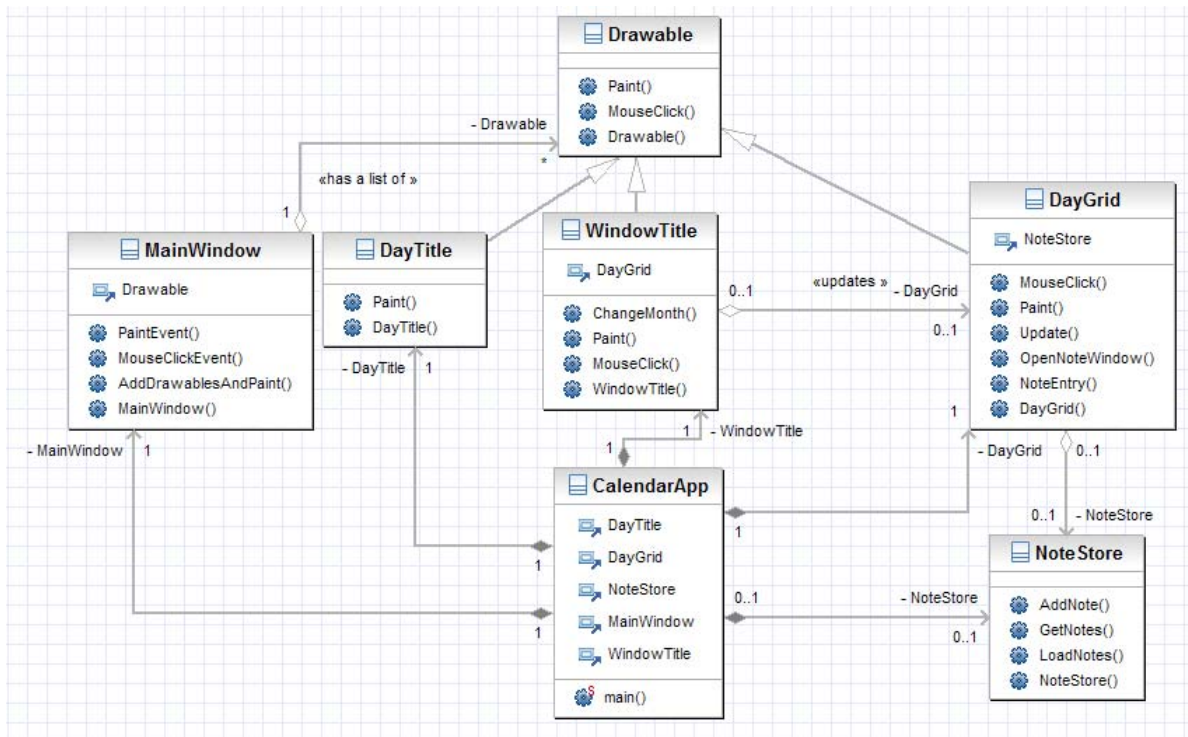 Drawable
Paint()
MouseClick()
Drawable()
- Drawable
*
«has a list of »
1
MainWindow
Drawable
PaintEvent()
MouseClickEvent()
AddDrawablesAndPaint()
MainWindow()
DayTitle
Paint()
DayTitle()
WindowTitle
DayGrid
ChangeMonth()
Paint()
MouseClick()
WindowTitle()
0..1
«updates »
- DayGrid
0..1
DayGrid
NoteStore
MouseClick()
Paint()
Update()
OpenNoteWindow()
NoteEntry()
DayGrid()
- MainWindow
1
- DayTitle
1
1
1
- WindowTitle
1
- DayGrid
0..1
0..1
- NoteStore
CalendarApp
DayTitle
DayGrid
NoteStore
MainWindow
WindowTitle
main()
1
1
1
0..1
- NoteStore
0..1
NoteStore
AddNote()
GetNotes()
LoadNotes()
NoteStore()